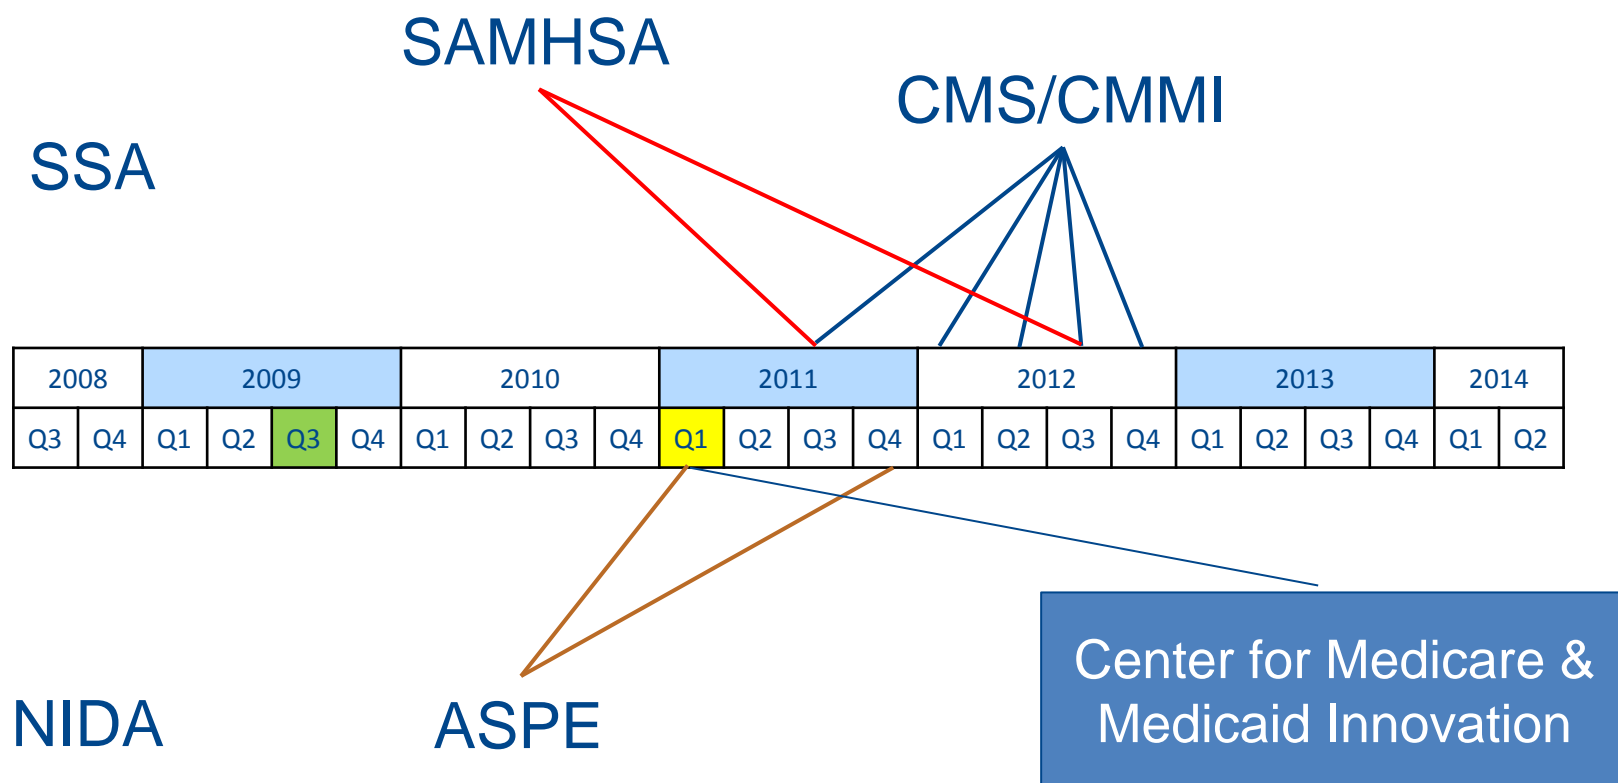 SAMHSA
CMS/CMMI
SSA
2008 2009 2010 2011 2012 2013 2014
Q3 Q4 Q1 Q2 Q3 Q4 Q1 Q2 Q3 Q4 Q1 Q2 Q3 Q4 Q1 Q2 Q3 Q4 Q1 Q2 Q3 Q4 Q1 Q2
NIDA
ASPE
Center for Medicare &
Medicaid Innovation